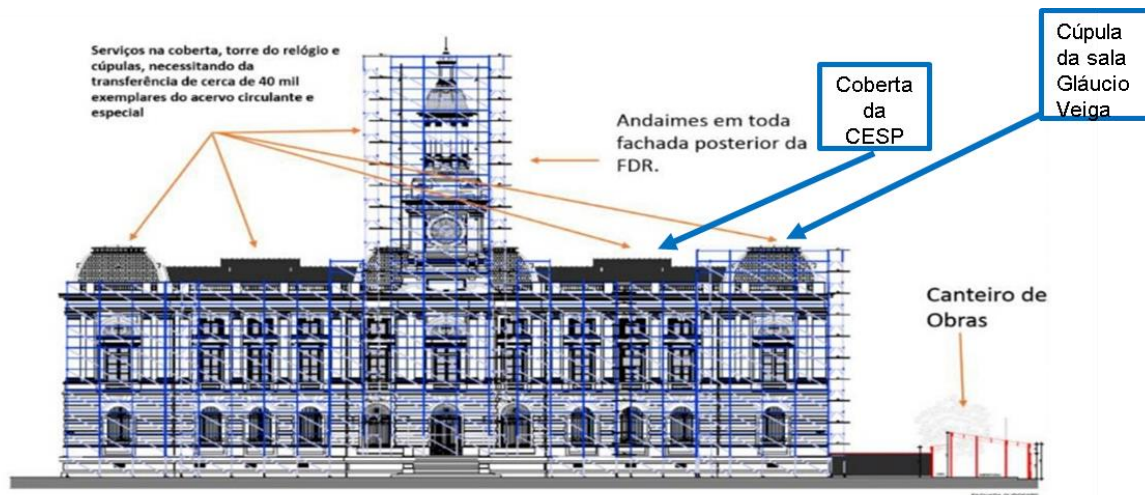 Serviços na coberta, torre do relógio e
cúpulas, necessitando da
transferência de cerca de 40 mil
exemplares do acervo circulante e
especial
Andaimes em toda
fachada posterior da
FDR.
Coberta
da
CESP
Cúpula
da sala
Gláucio
Veiga
Canteiro de
Obras